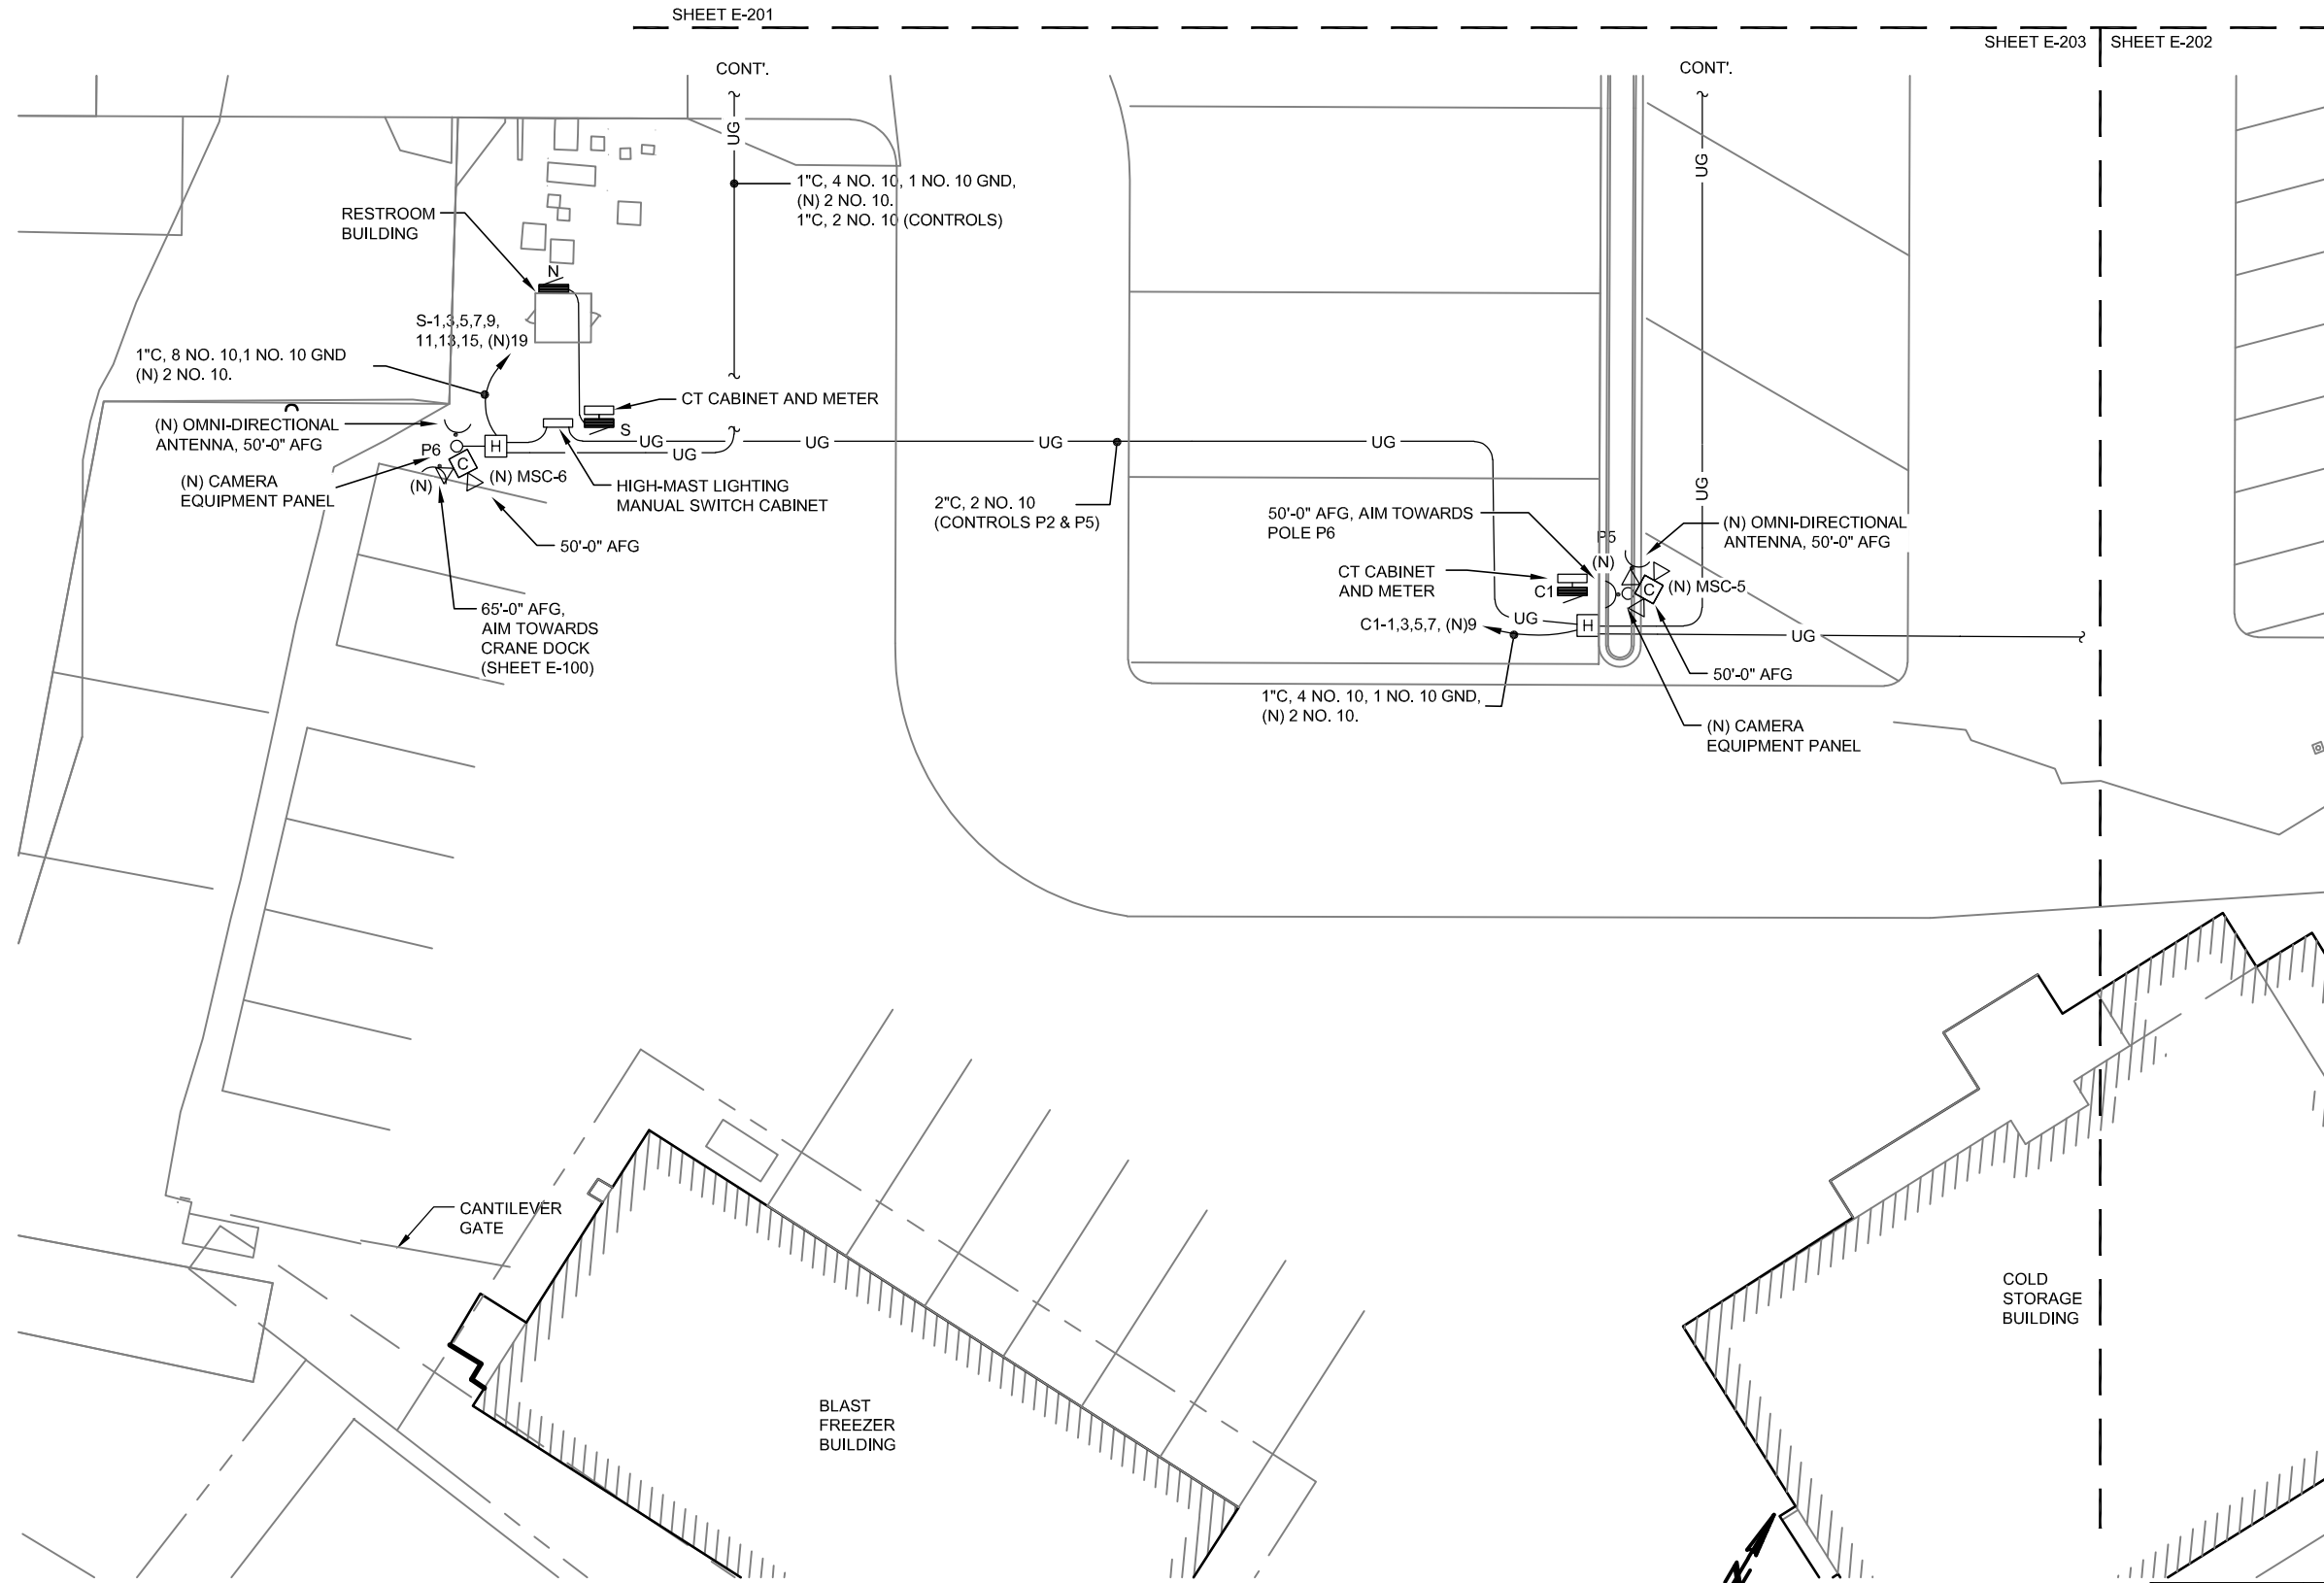 SHEET E-201
SHEET E-203
SHEET E-202
CONT'.
CONT'.
UG
UG
1"C, 4 NO. 10, 1 NO. 10 GND,
(N) 2 NO. 10.
1"C, 2 NO. 10 (CONTROLS)
RESTROOM
BUILDING
N
S-1,3,5,7,9,
11,13,15, (N)19
1"C, 8 NO. 10,1 NO. 10 GND
(N) 2 NO. 10.
CT CABINET AND METER
S
(N) OMNI-DIRECTIONAL
ANTENNA, 50'-0" AFG
P6
H
C
UG
UG
UG
UG
UG
(N) CAMERA
EQUIPMENT PANEL
(N)
(N) MSC-6
HIGH-MAST LIGHTING
MANUAL SWITCH CABINET
50'-0" AFG
65'-0" AFG,
AIM TOWARDS
CRANE DOCK
(SHEET E-100)
2"C, 2 NO. 10
(CONTROLS P2 & P5)
UG
50'-0" AFG, AIM TOWARDS
POLE P6
P5
(N)
(N) OMNI-DIRECTIONAL
ANTENNA, 50'-0" AFG
CT CABINET
AND METER
C1
C
(N) MSC-5
C1-1,3,5,7, (N)9
UG
H
UG
50'-0" AFG
1"C, 4 NO. 10, 1 NO. 10 GND,
(N) 2 NO. 10.
(N) CAMERA
EQUIPMENT PANEL
CANTILEVER
GATE
BLAST
FREEZER
BUILDING
COLD
STORAGE
BUILDING